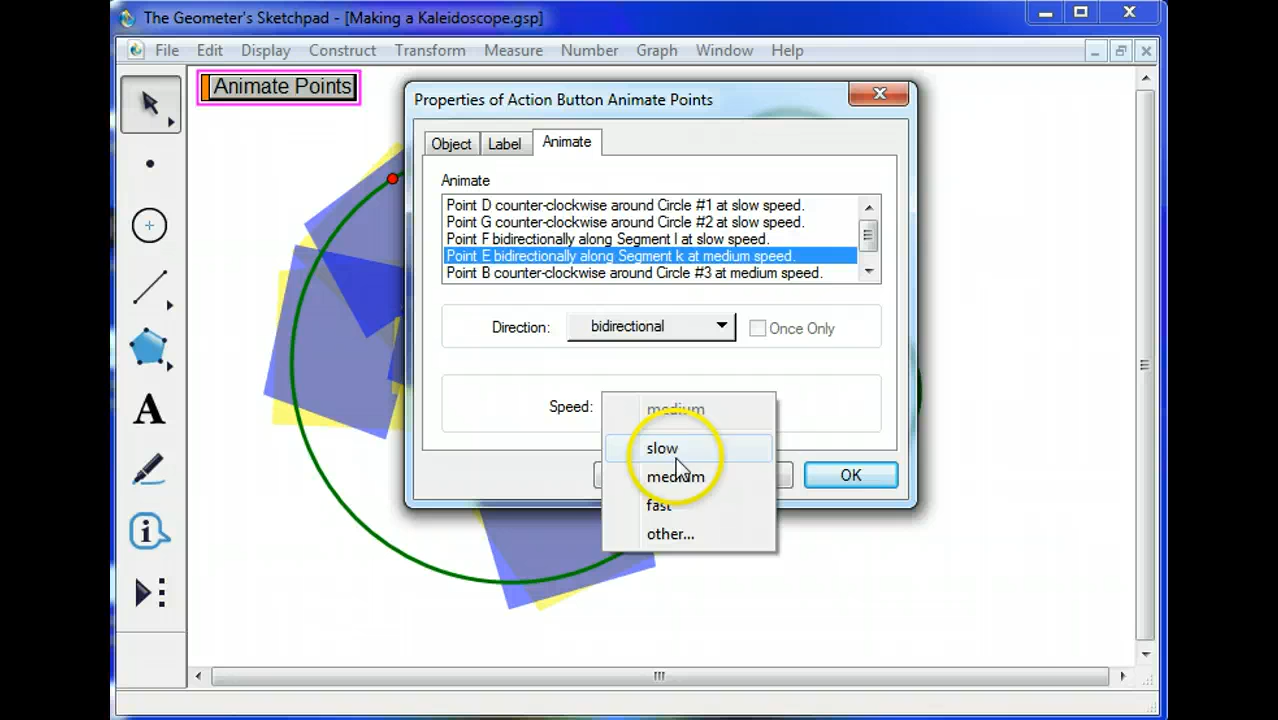 The Geometer's Sketchpad - [Making a Kaleidoscope.gsp]
File Edit Display Construct Transform Measure Number Graph Window Help
Animate Points
Properties of Action Button Animate Points
Object Label Animate
Animate
Point D counter-clockwise around Circle #1 at slow speed.
Point G counter-clockwise around Circle #2 at slow speed.
Point F bidirectionally along Segment l at slow speed.
Point E bidirectionally along Segment k at medium speed.
Point B counter-clockwise around Circle #3 at medium speed.
Direction: bidirectional Once Only
Speed: medium
slow
medium
fast
other...
OK
A